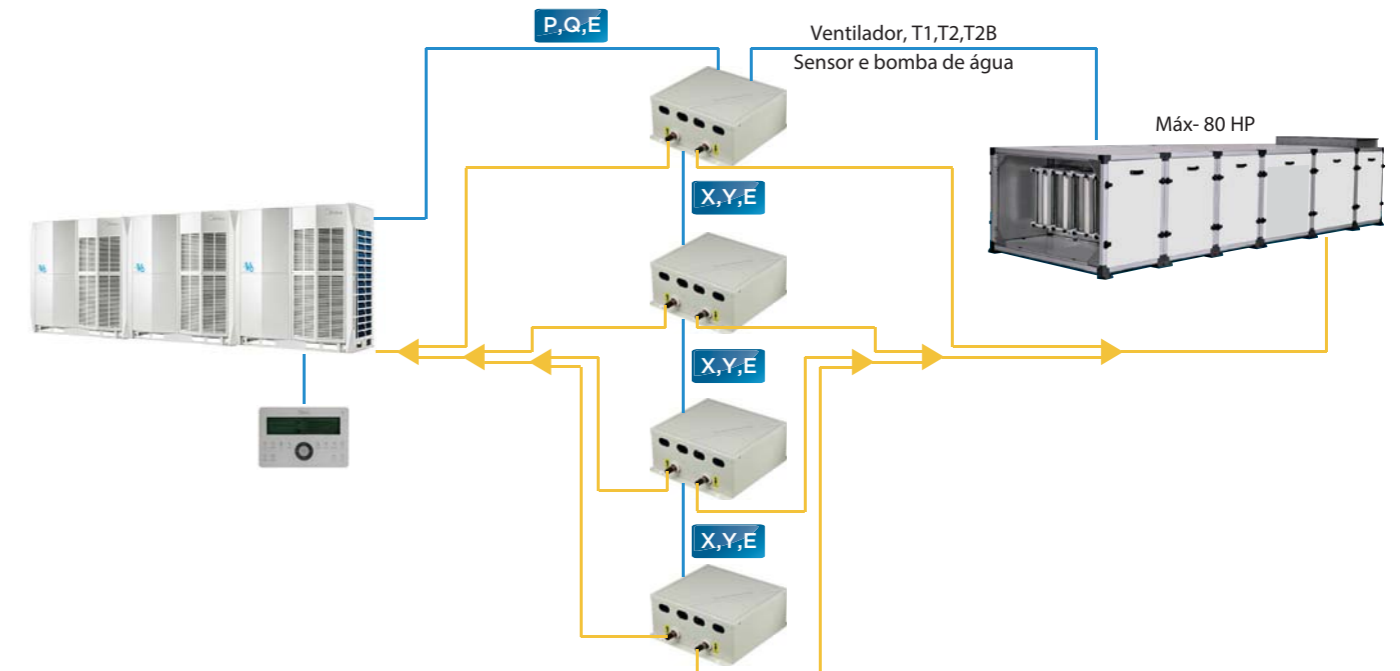 P,Q,E
Ventilador, T1,T2,T2B
Sensor e bomba de água
Máx- 80 HP
X,Y,E
X,Y,E
X,Y,E